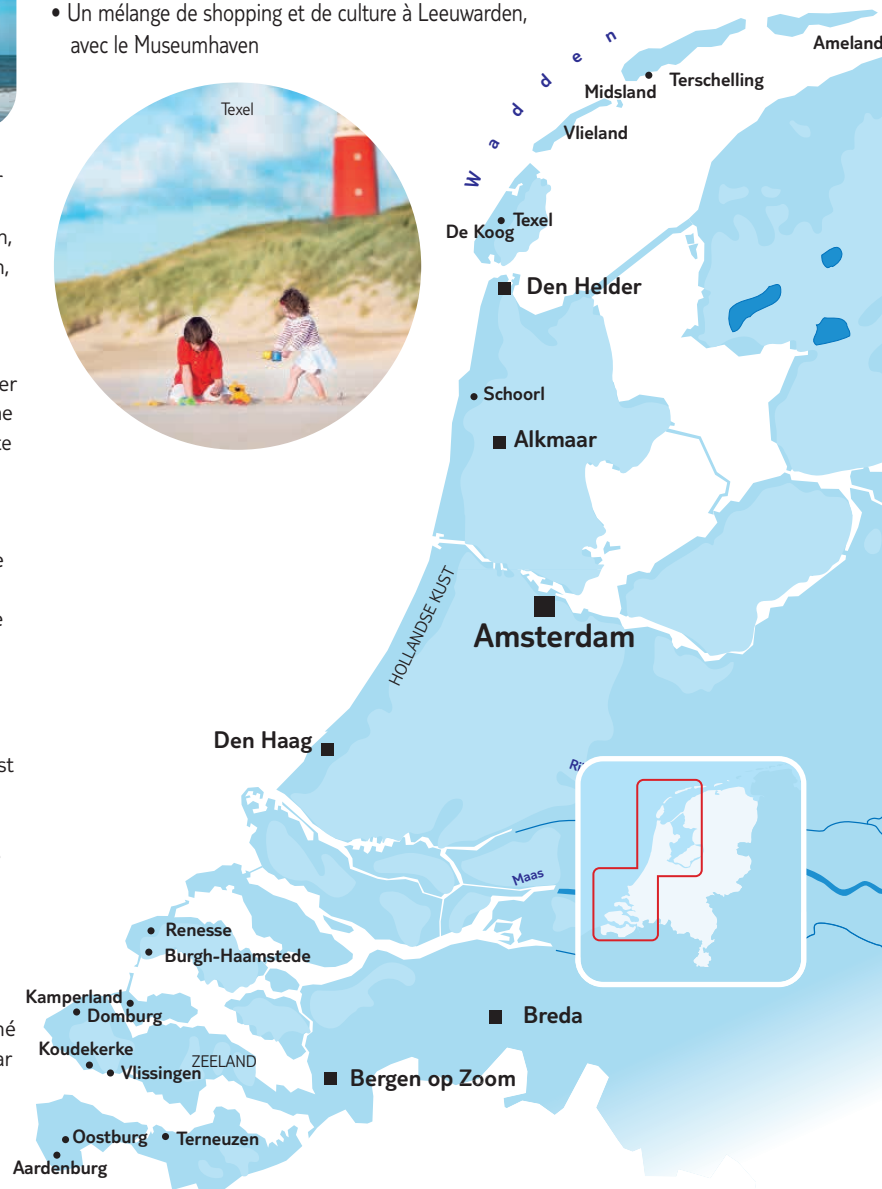 • Un mélange de shopping et de culture à Leeuwarden,
avec le Museumhaven
Texel
Wadden
Ameland
Terschelling
Midsland
Vlieland
Texel
De Koog
Den Helder
Schoorl
Alkmaar
HOLLANDSE KUST
Amsterdam
Den Haag
Maas
Renesse
Burgh-Haamstede
Kamperland
Domburg
Koudekerke
ZEELAND
Vlissingen
Breda
Bergen op Zoom
Oostburg
Terneuzen
Aardenburg